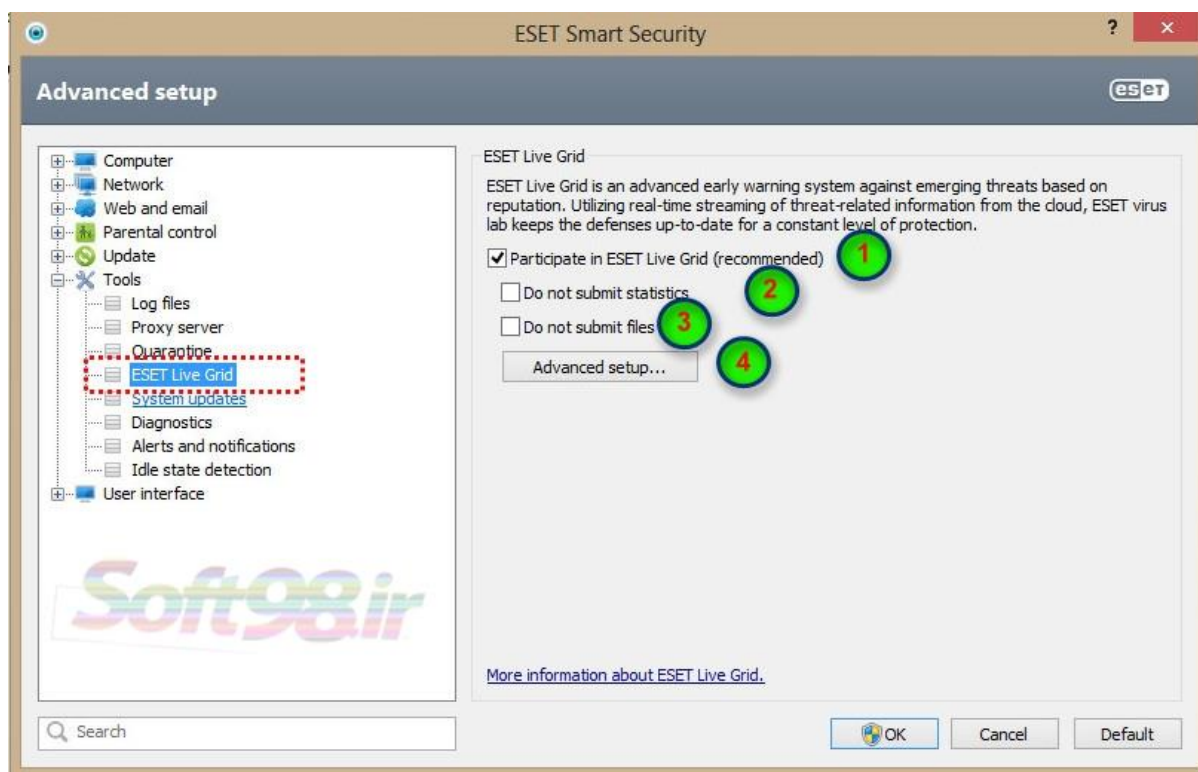 ESET Smart Security
?
×
Advanced setup
eseT
Computer
Network
Web and email
Parental control
Update
Tools
Log files
Proxy server
Quarantine
ESET Live Grid
System updates
Diagnostics
Alerts and notifications
Idle state detection
User interface
Soft98.ir
Search
ESET Live Grid
ESET Live Grid is an advanced early warning system against emerging threats based on
reputation. Utilizing real-time streaming of threat-related information from the cloud, ESET virus
lab keeps the defenses up-to-date for a constant level of protection.
Participate in ESET Live Grid (recommended) 1
Do not submit statistics 2
Do not submit files 3
Advanced setup... 4
More information about ESET Live Grid.
OK Cancel Default